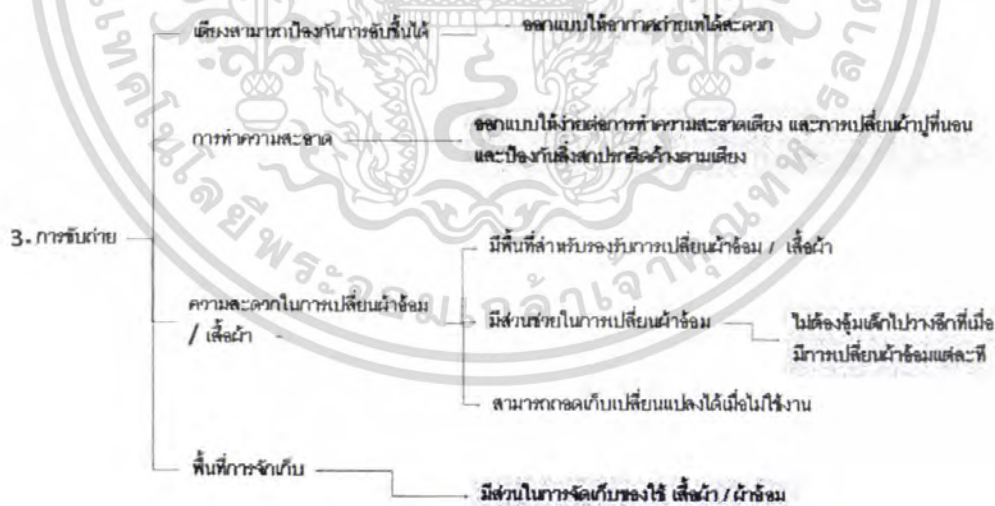 เตียงสามารถป้องกันการอับชื้นได้
ออกแบบให้อากาศถ่ายเทได้สะดวก
การทำความสะอาด
ออกแบบให้ง่ายต่อการทำความสะอาดเตียง และการเปลี่ยนผ้าปูที่นอน
และป้องกันสิ่งสกปรกติดค้างตามเตียง
3. การขับถ่าย
ความสะดวกในการเปลี่ยนผ้าอ้อม
/ เสื้อผ้า
มีพื้นที่สำหรับรองรับการเปลี่ยนผ้าอ้อม / เสื้อผ้า
มีส่วนช่วยในการเปลี่ยนผ้าอ้อม
ไม่ต้องอุ้มเด็กไปวางอีกที่เมื่อ
มีการเปลี่ยนผ้าอ้อมแต่ละที
สามารถถอดเก็บเปลี่ยนแปลงได้เมื่อไม่ใช้งาน
พื้นที่การจัดเก็บ
มีส่วนในการจัดเก็บของใช้ เสื้อผ้า / ผ้าอ้อม